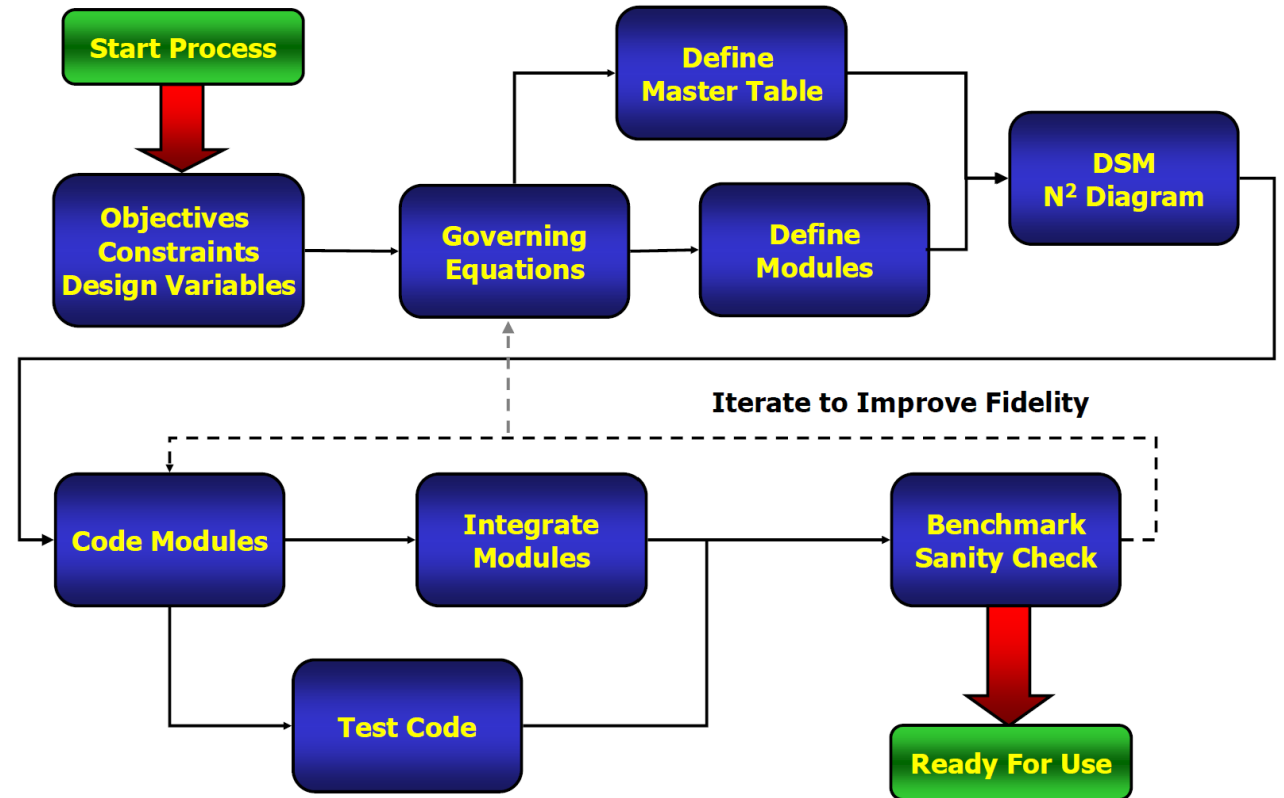 Start Process
Define
Master Table
DSM
N² Diagram
Objectives
Constraints
Design Variables
Governing
Equations
Define
Modules
Iterate to Improve Fidelity
Code Modules
Integrate
Modules
Benchmark
Sanity Check
Test Code
Ready For Use